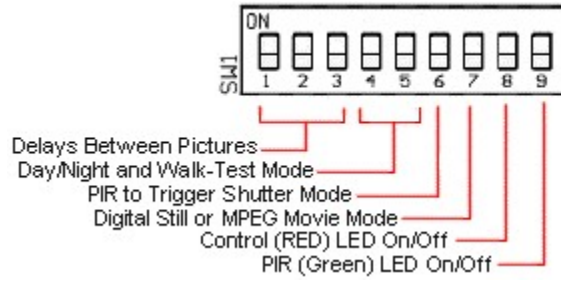 ON
SW1
1 2 3 4 5 6 7 8 9
Delays Between Pictures
Day/Night and Walk-Test Mode
PIR to Trigger Shutter Mode
Digital Still or MPEG Movie Mode
Control (RED) LED On/Off
PIR (Green) LED On/Off